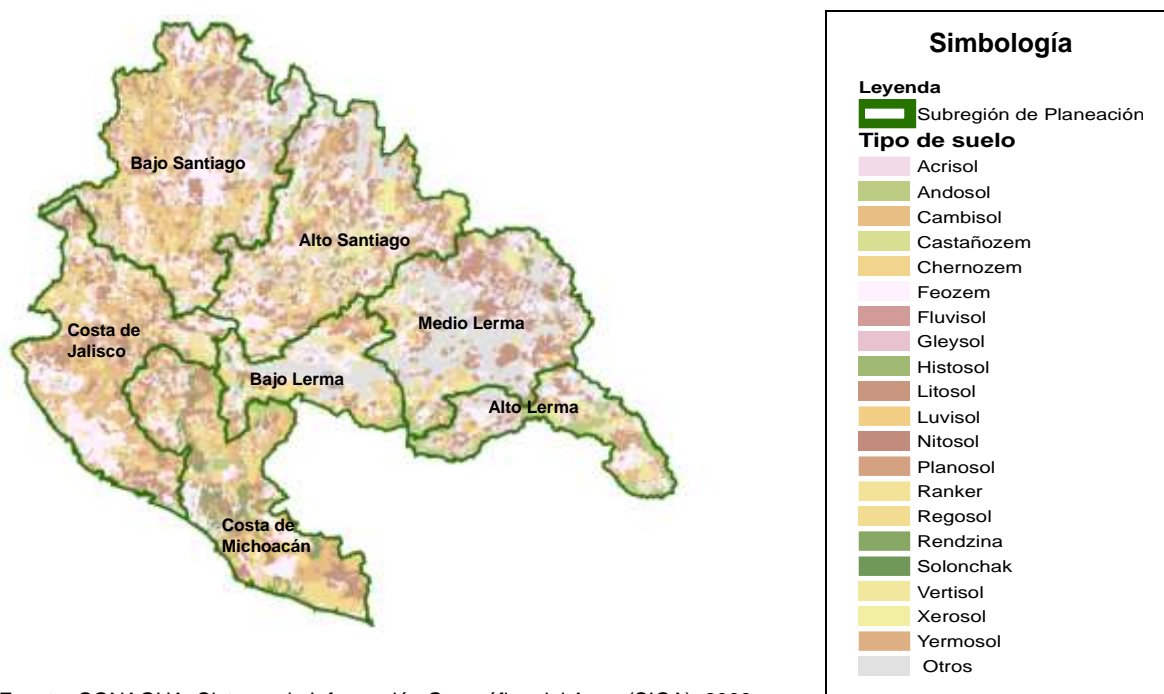 Bajo Santiago
Alto Santiago
Medio Lerma
Costa de
Jalisco
Bajo Lerma
Alto Lerma
Costa de
Michoacán
Simbología
Leyenda
Subregión de Planeación
Tipo de suelo
Acrisol
Andosol
Cambisol
Castañozem
Chernozem
Feozem
Fluvisol
Gleysol
Histosol
Litosol
Luvisol
Nitosol
Planosol
Ranker
Regosol
Rendzina
Solonchak
Vertisol
Xerosol
Yermosol
Otros